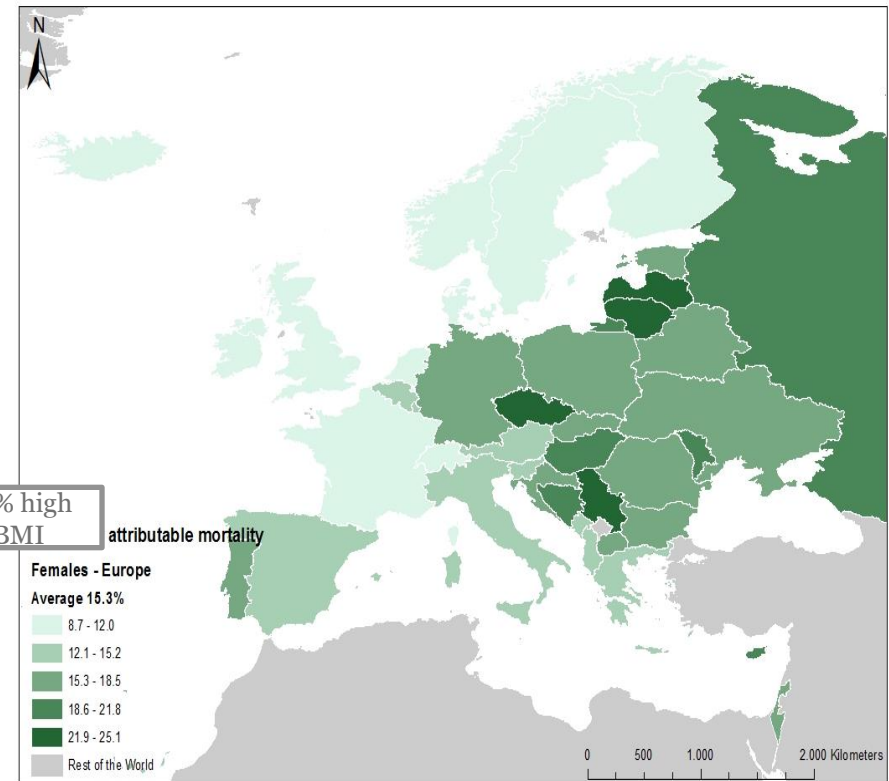 N
% high
BMI
attributable mortality
Females - Europe
Average 15.3%
8.7 - 12.0
12.1 - 15.2
15.3 - 18.5
18.6 - 21.8
21.9 - 25.1
Rest of the World
0 500 1.000 2.000 Kilometers